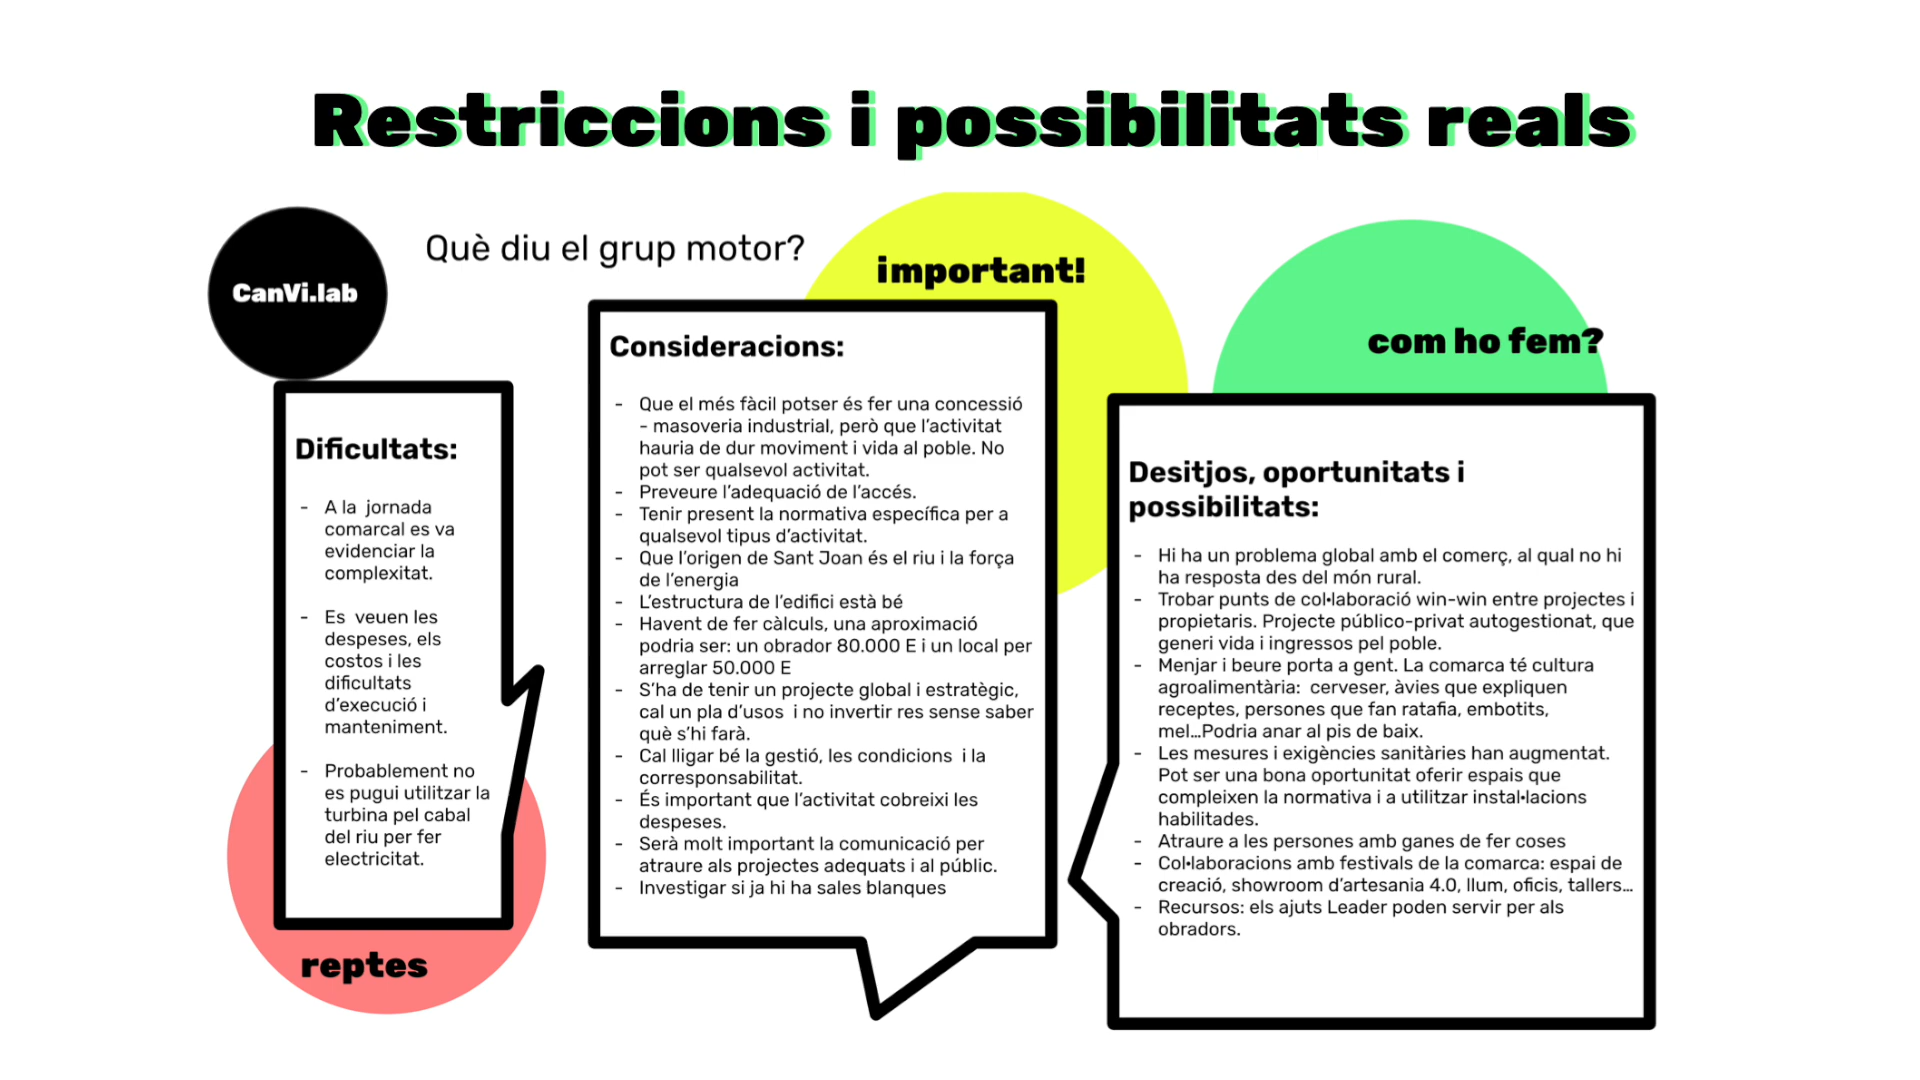 Restriccions i possibilitats reals
CanVi.lab
Què diu el grup motor?
important!
com ho fem?
Dificultats:
- A la  jornada
comarcal es va
evidenciar la
complexitat.
- Es  veuen les
despeses, els
costos i les
dificultats
d’execució i
manteniment.
- Probablement no
es pugui utilitzar la
turbina pel cabal
del riu per fer
electricitat.
reptes
Consideracions:
- Que el més fàcil potser és fer una concessió
- masoveria industrial, però que l’activitat
hauria de dur moviment i vida al poble. No
pot ser qualsevol activitat.
- Preveure l’adequació de l’accés.
- Tenir present la normativa específica per a
qualsevol tipus d’activitat.
- Que l’origen de Sant Joan és el riu i la força
de l’energia
- L’estructura de l’edifici està bé
- Havent de fer càlculs, una aproximació
podria ser: un obrador 80.000 E i un local per
arreglar 50.000 E
- S’ha de tenir un projecte global i estratègic,
cal un pla d’usos  i no invertir res sense saber
què s’hi farà.
- Cal lligar bé la gestió, les condicions  i la
corresponsabilitat.
- És important que l’activitat cobreixi les
despeses.
- Serà molt important la comunicació per
atraure als projectes adequats i al públic.
- Investigar si ja hi ha sales blanques
Desitjos, oportunitats i
possibilitats:
- Hi ha un problema global amb el comerç, al qual no hi
ha resposta des del món rural.
- Trobar punts de col•laboració win-win entre projectes i
propietaris. Projecte público-privat autogestionat, que
generi vida i ingressos pel poble.
- Menjar i beure porta a gent. La comarca té cultura
agroalimentària:  cerveser, àvies que expliquen
receptes, persones que fan ratafia, embotits,
mel...Podria anar al pis de baix.
- Les mesures i exigències sanitàries han augmentat.
Pot ser una bona oportunitat oferir espais que
compleixen la normativa i a utilitzar instal•lacions
habilitades.
- Atraure a les persones amb ganes de fer coses
- Col•laboracions amb festivals de la comarca: espai de
creació, showroom d’artesania 4.0, llum, oficis, tallers...
- Recursos: els ajuts Leader poden servir per als
obradors.